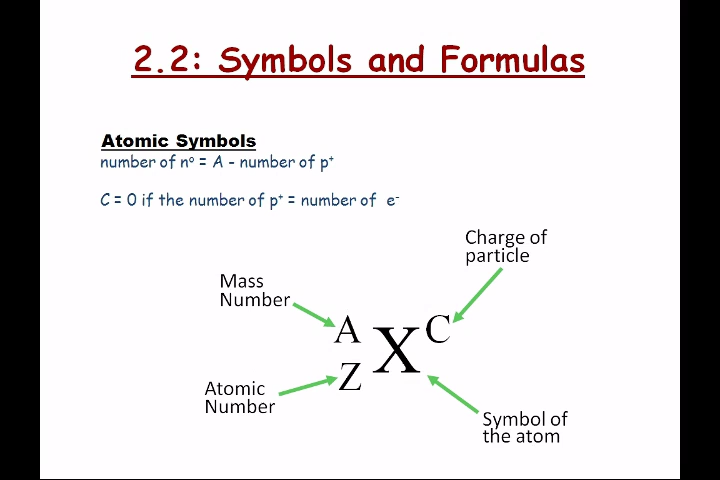 2.2: Symbols and Formulas
Atomic Symbols
number of nº = A - number of p⁺
C = 0 if the number of p⁺ = number of e⁻
Charge of
particle
Mass
Number
A
X
C
Z
Atomic
Number
Symbol of
the atom